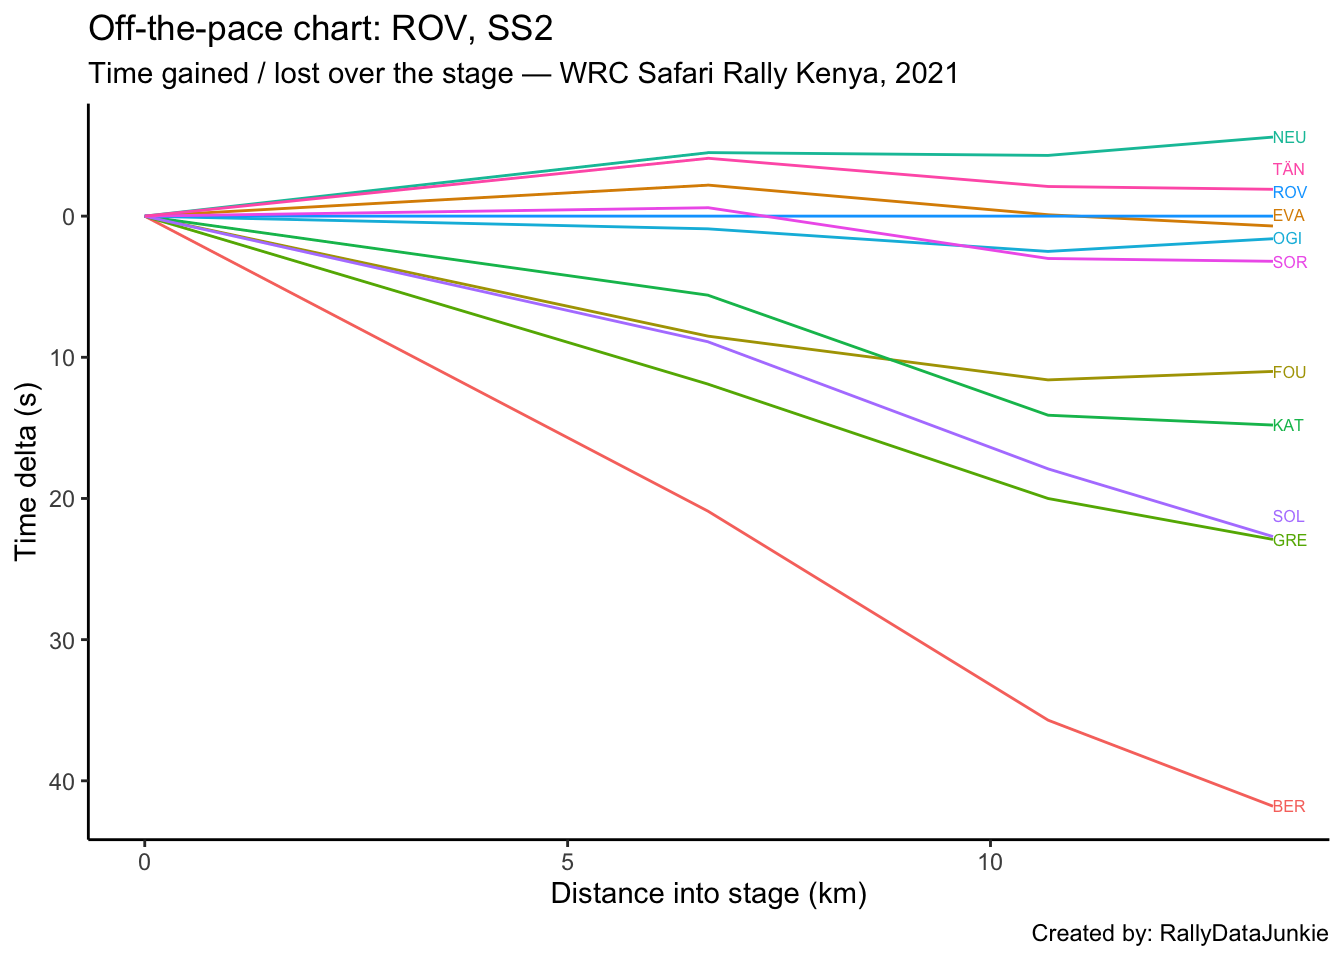 Off-the-pace chart: ROV, SS2
Time gained / lost over the stage — WRC Safari Rally Kenya, 2021
NEU
TÄN
ROV
EVA
OGI
SOR
FOU
KAT
SOL
GRE
BER
0
10
20
30
40
Time delta (s)
0
5
10
Distance into stage (km)
Created by: RallyDataJunkie